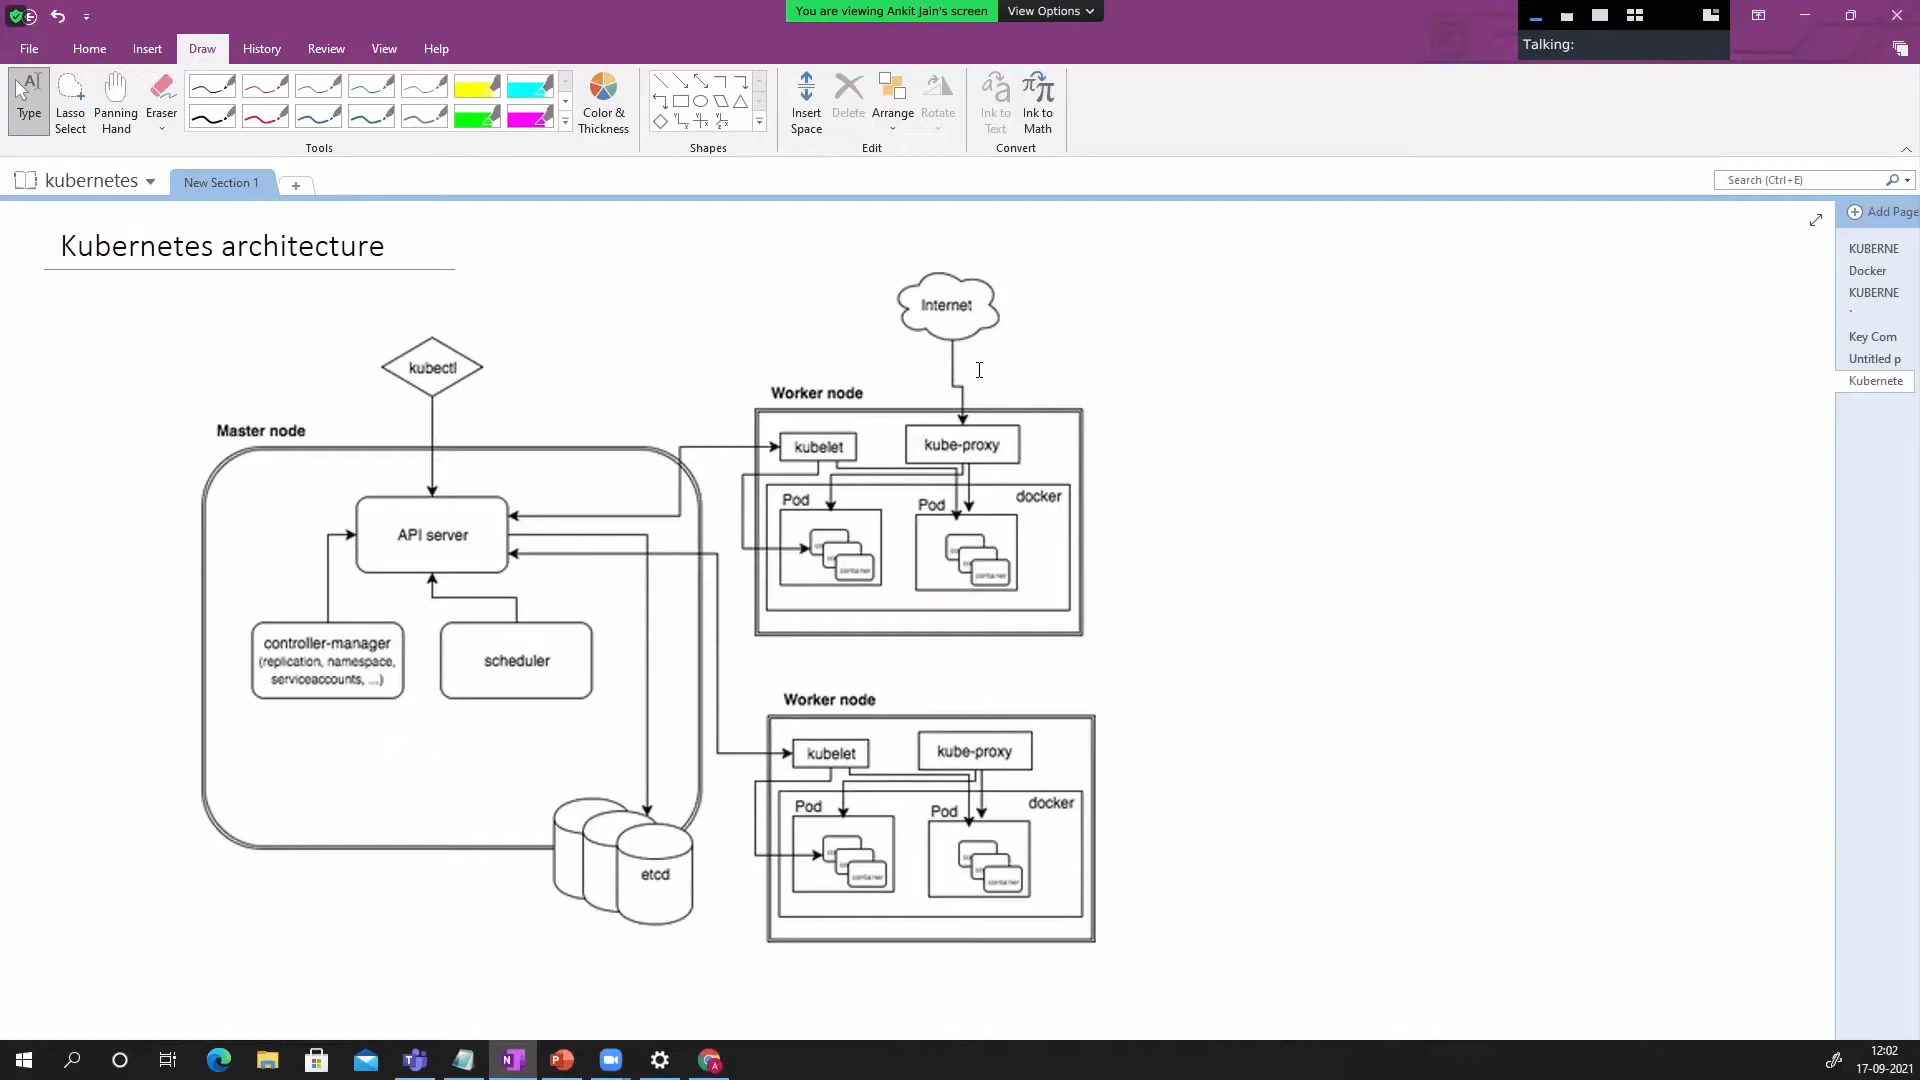 You are viewing Ankit Jain's screen
View Options
Talking:
File
Home
Insert
Draw
History
Review
View
Help
Type
Lasso
Select
Panning
Hand
Eraser
Color &
Thickness
Insert
Space
Delete
Arrange
Rotate
Ink to
Text
Ink to
Math
Tools
Shapes
Edit
Convert
kubernetes
New Section 1
Search (Ctrl+E)
Add Page
KUBERNE
Docker
KUBERNE
`
Key Com
Untitled p
Kubernete
Kubernetes architecture
Internet
kubectl
Worker node
Master node
kubelet
kube-proxy
Pod
Pod
docker
container
container
API server
controller-manager
(replication, namespace,
serviceaccounts, ...)
scheduler
etcd
Worker node
kubelet
kube-proxy
Pod
Pod
docker
container
container
12:02
17-09-2021